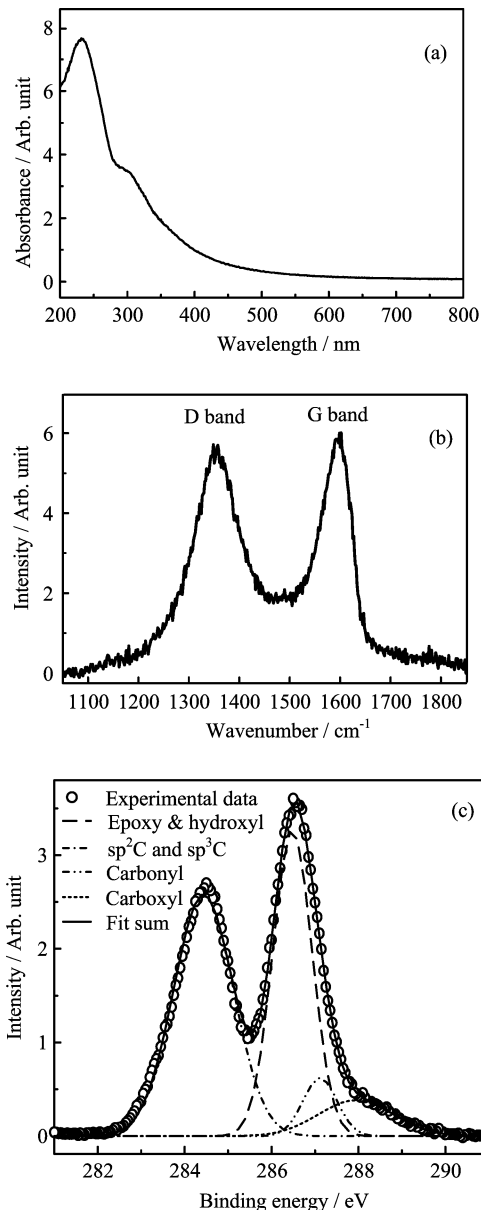 (a)
8
6
4
2
0
Absorbance / Arb. unit
200 300 400 500 600 700 800
Wavelength / nm
D band G band (b)
6
4
2
0
Intensity / Arb. unit
1100 1200 1300 1400 1500 1600 1700 1800
Wavenumber / cm⁻¹
(c)
Experimental data
Epoxy & hydroxyl
sp²C and sp³C
Carbonyl
Carboxyl
Fit sum
3
2
1
0
Intensity / Arb. unit
282 284 286 288 290
Binding energy / eV